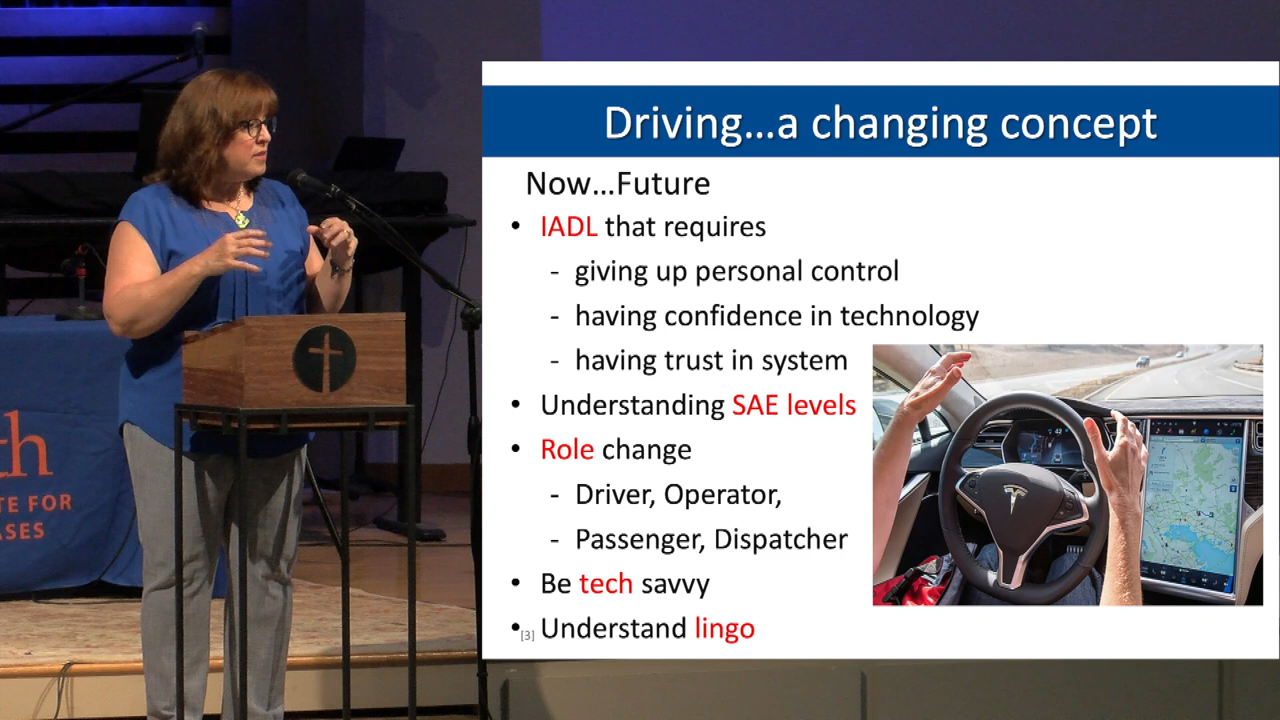 Driving...a changing concept
Now...Future
• IADL that requires
- giving up personal control
- having confidence in technology
- having trust in system
• Understanding SAE levels
• Role change
- Driver, Operator,
- Passenger, Dispatcher
• Be tech savvy
• Understand lingo
[3]
th
TE FOR
ASES
42